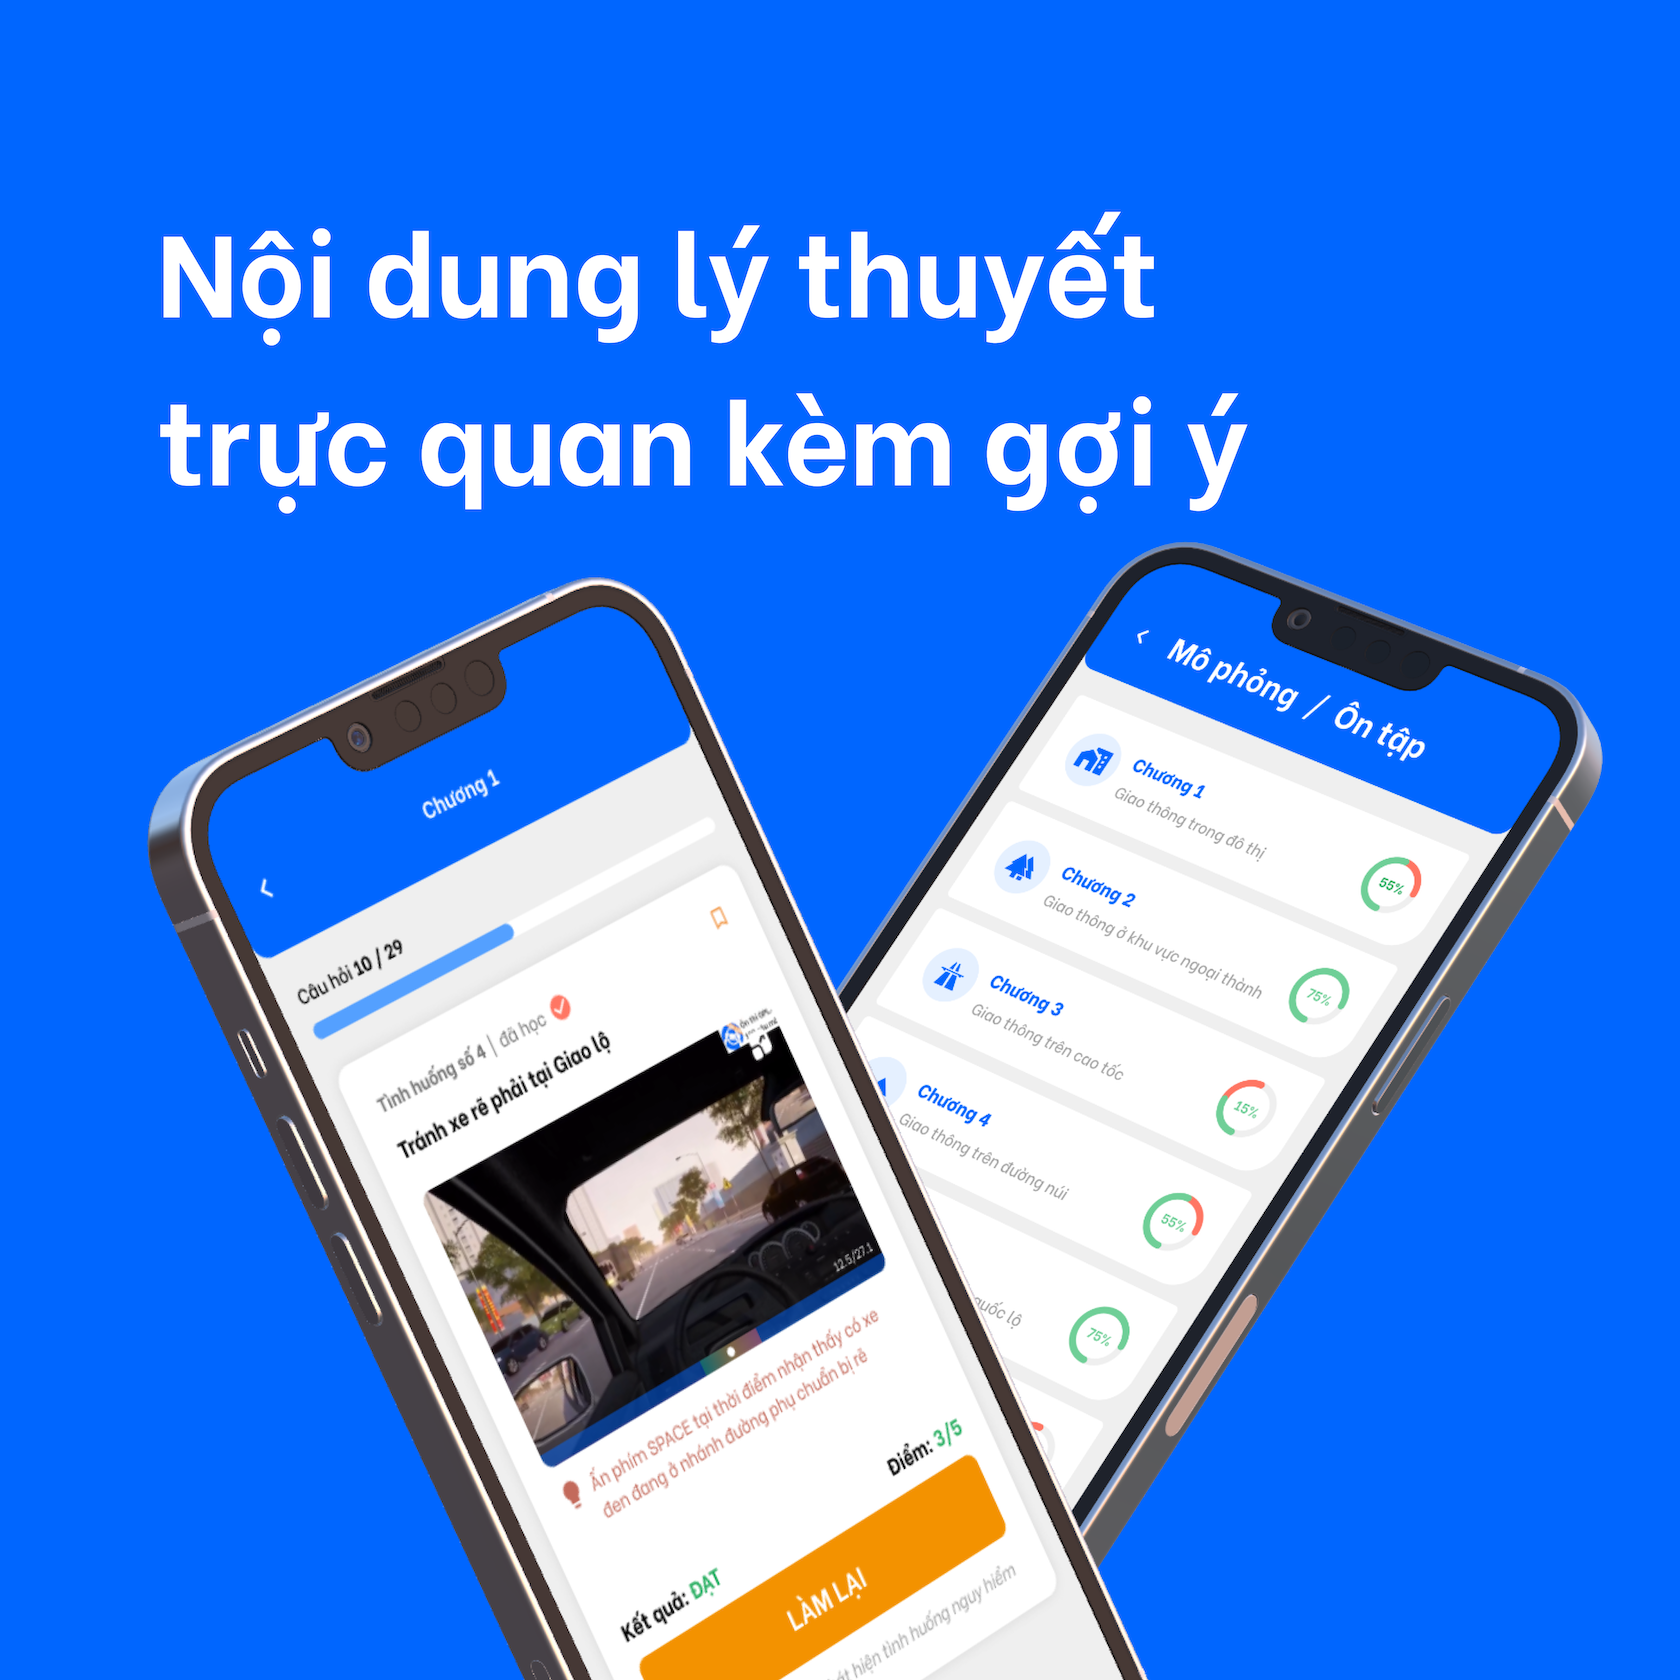 Nội dung lý thuyết
trực quan kèm gợi ý
Chương 1
Câu hỏi 10 / 29
Tình huống số 4 | đã học
Tránh xe rẽ phải tại Giao lộ
12.5/27.1
Ấn phím SPACE tại thời điểm nhận thấy có xe
đen đang ở nhánh đường phụ chuẩn bị rẽ
Kết quả: ĐẠT
Điểm: 3/5
LÀM LẠI
hiện tình huống nguy hiểm
Mô phỏng / Ôn tập
Chương 1
Giao thông trong đô thị
55%
Chương 2
Giao thông ở khu vực ngoại thành
75%
Chương 3
Giao thông trên cao tốc
15%
Chương 4
Giao thông trên đường núi
55%
quốc lộ
75%